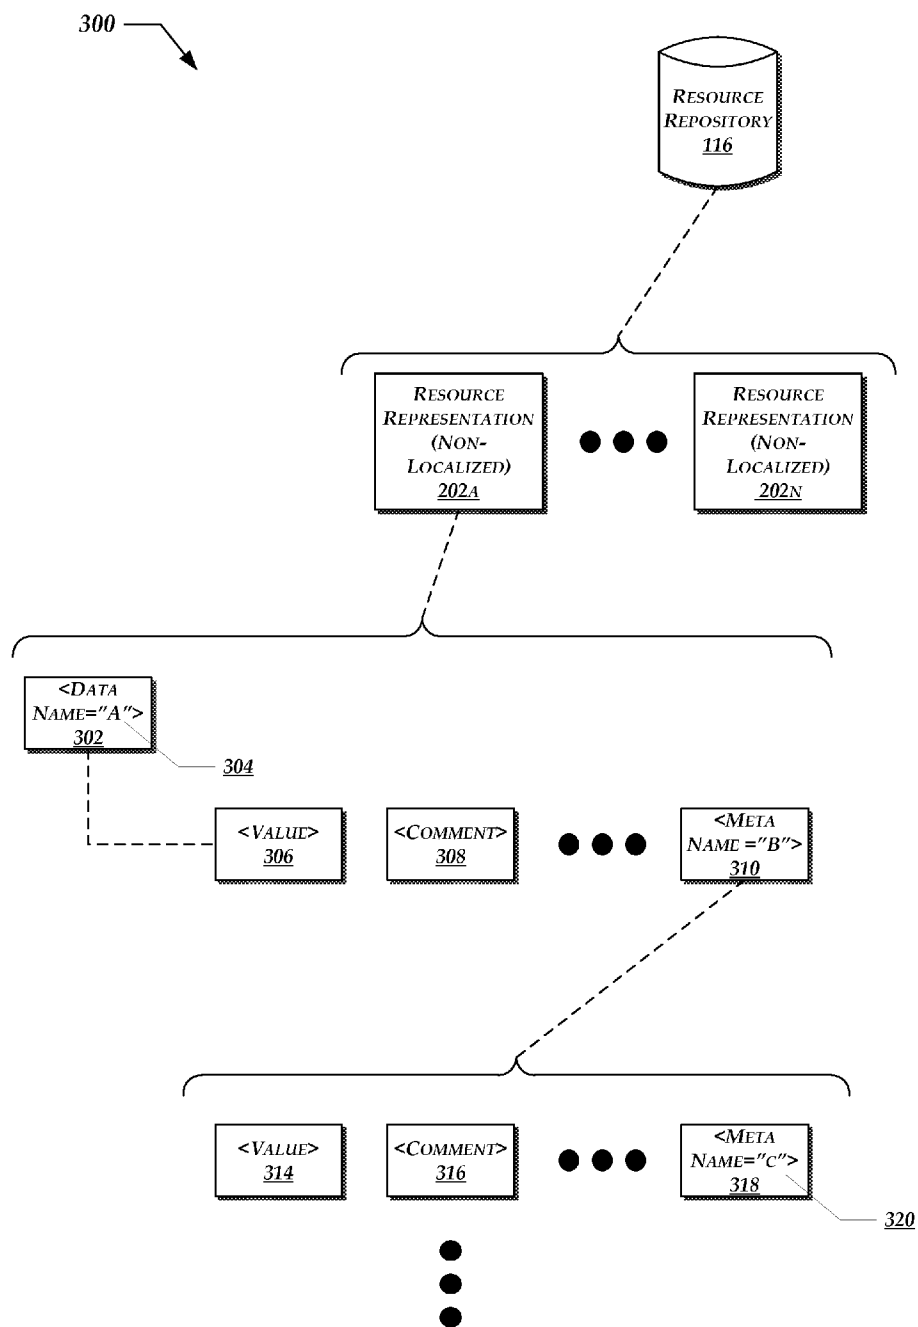 300
RESOURCE
REPOSITORY
116
RESOURCE
REPRESENTATION
(NON-
LOCALIZED)
202A
RESOURCE
REPRESENTATION
(NON-
LOCALIZED)
202N
<DATA
NAME="A">
302
304
<VALUE>
306
<COMMENT>
308
<META
NAME ="B">
310
<VALUE>
314
<COMMENT>
316
<META
NAME="C">
318
320